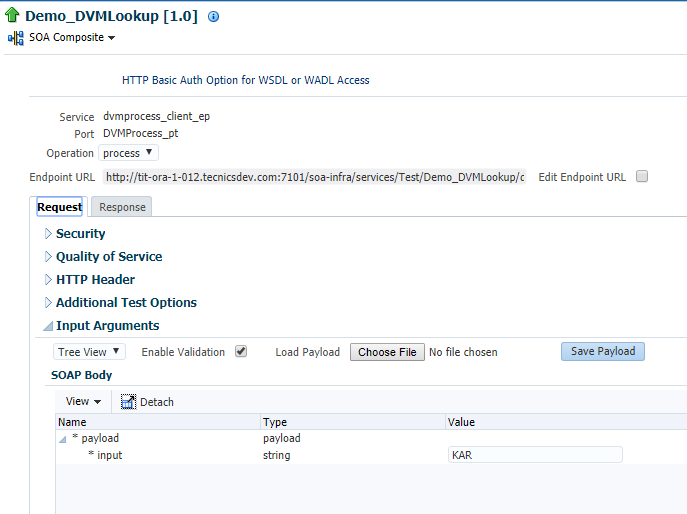 Demo_DVMLookup [1.0]
SOA Composite
HTTP Basic Auth Option for WSDL or WADL Access
Service dvmprocess_client_ep
Port DVMProcess_pt
Operation process
Endpoint URL http://tit-ora-1-012.tecnicsdev.com:7101/soa-infra/services/Test/Demo_DVMLookup/c Edit Endpoint URL
Request Response
Security
Quality of Service
HTTP Header
Additional Test Options
Input Arguments
Tree View Enable Validation Load Payload Choose File No file chosen Save Payload
SOAP Body
View Detach
Name Type Value
* payload payload
* input string KAR